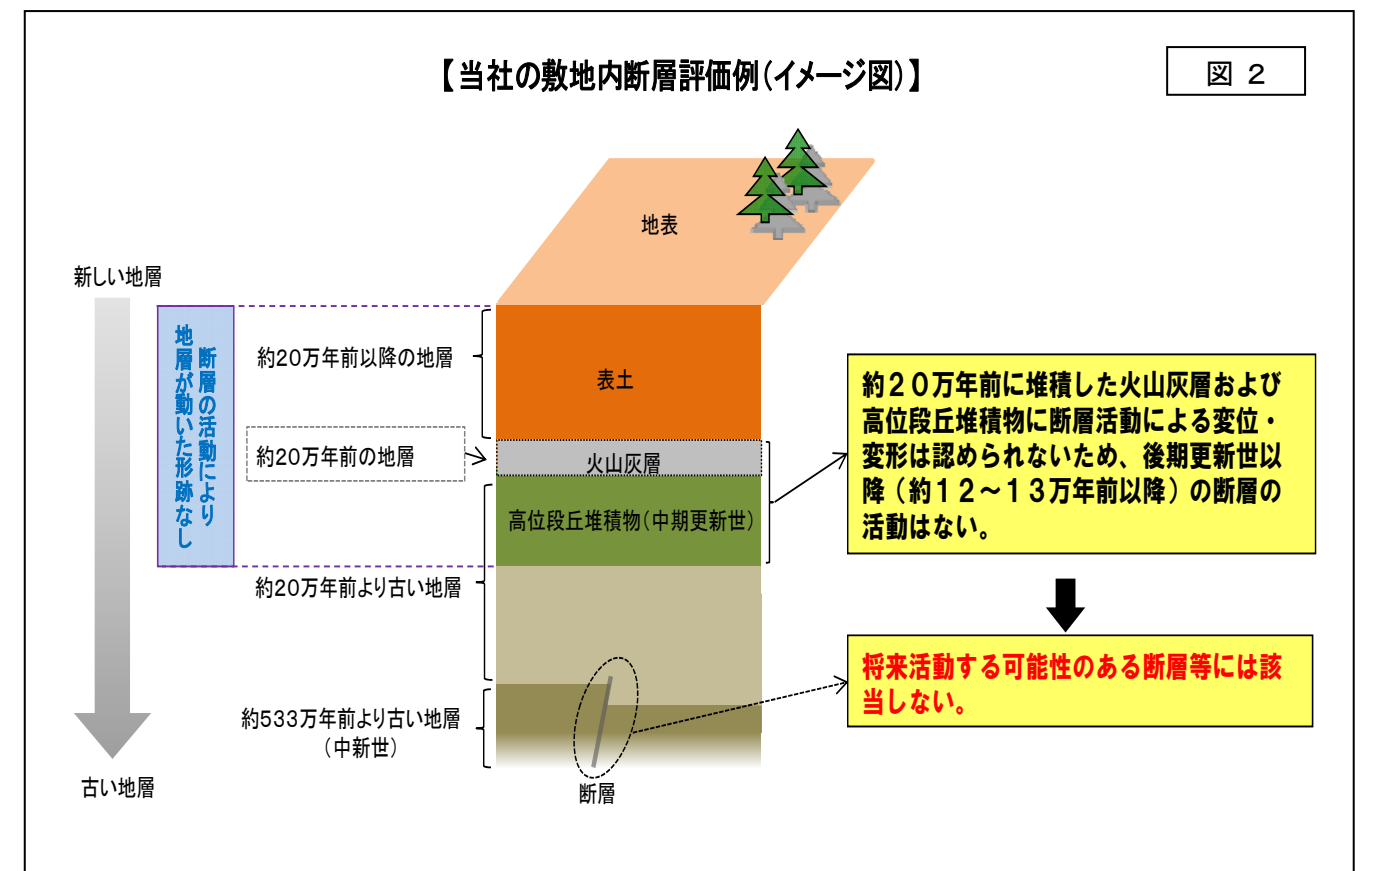 【当社の敷地内断層評価例(イメージ図)】
図 2
地表
新しい地層
断層の活動により
地層が動いた形跡なし
約20万年前以降の地層
表土
約20万年前の地層
火山灰層
高位段丘堆積物(中期更新世)
約20万年前より古い地層
約533万年前より古い地層
(中新世)
断層
古い地層
約20万年前に堆積した火山灰層および
高位段丘堆積物に断層活動による変位・
変形は認められないため、後期更新世以
降(約12~13万年前以降)の断層の
活動はない。
将来活動する可能性のある断層等には該
当しない。